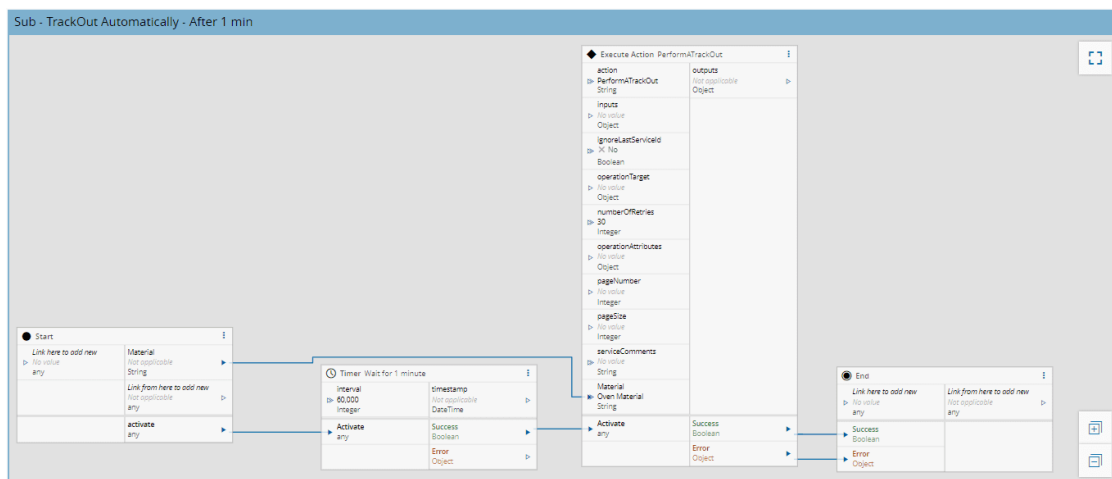 Sub - TrackOut Automatically - After 1 min
Execute Action PerformATrackOut
action
PerformATrackOut
String
outputs
Not applicable
Object
inputs
No value
Object
ignoreLastServiceId
No
Boolean
operationTarget
No value
Object
numberOfRetries
30
Integer
operationAttributes
No value
Object
pageNumber
No value
Integer
pageSize
No value
Integer
serviceComments
No value
String
Material
Oven Material
String
Activate
any
Success
Boolean
Error
Object
Start
Link here to add new
No value
any
Material
Not applicable
String
Link from here to add new
Not applicable
any
activate
any
Timer Wait for 1 minute
interval
60,000
Integer
timestamp
Not applicable
DateTime
Activate
any
Success
Boolean
Error
Object
End
Link here to add new
No value
any
Link from here to add new
Not applicable
any
Success
Boolean
Error
Object